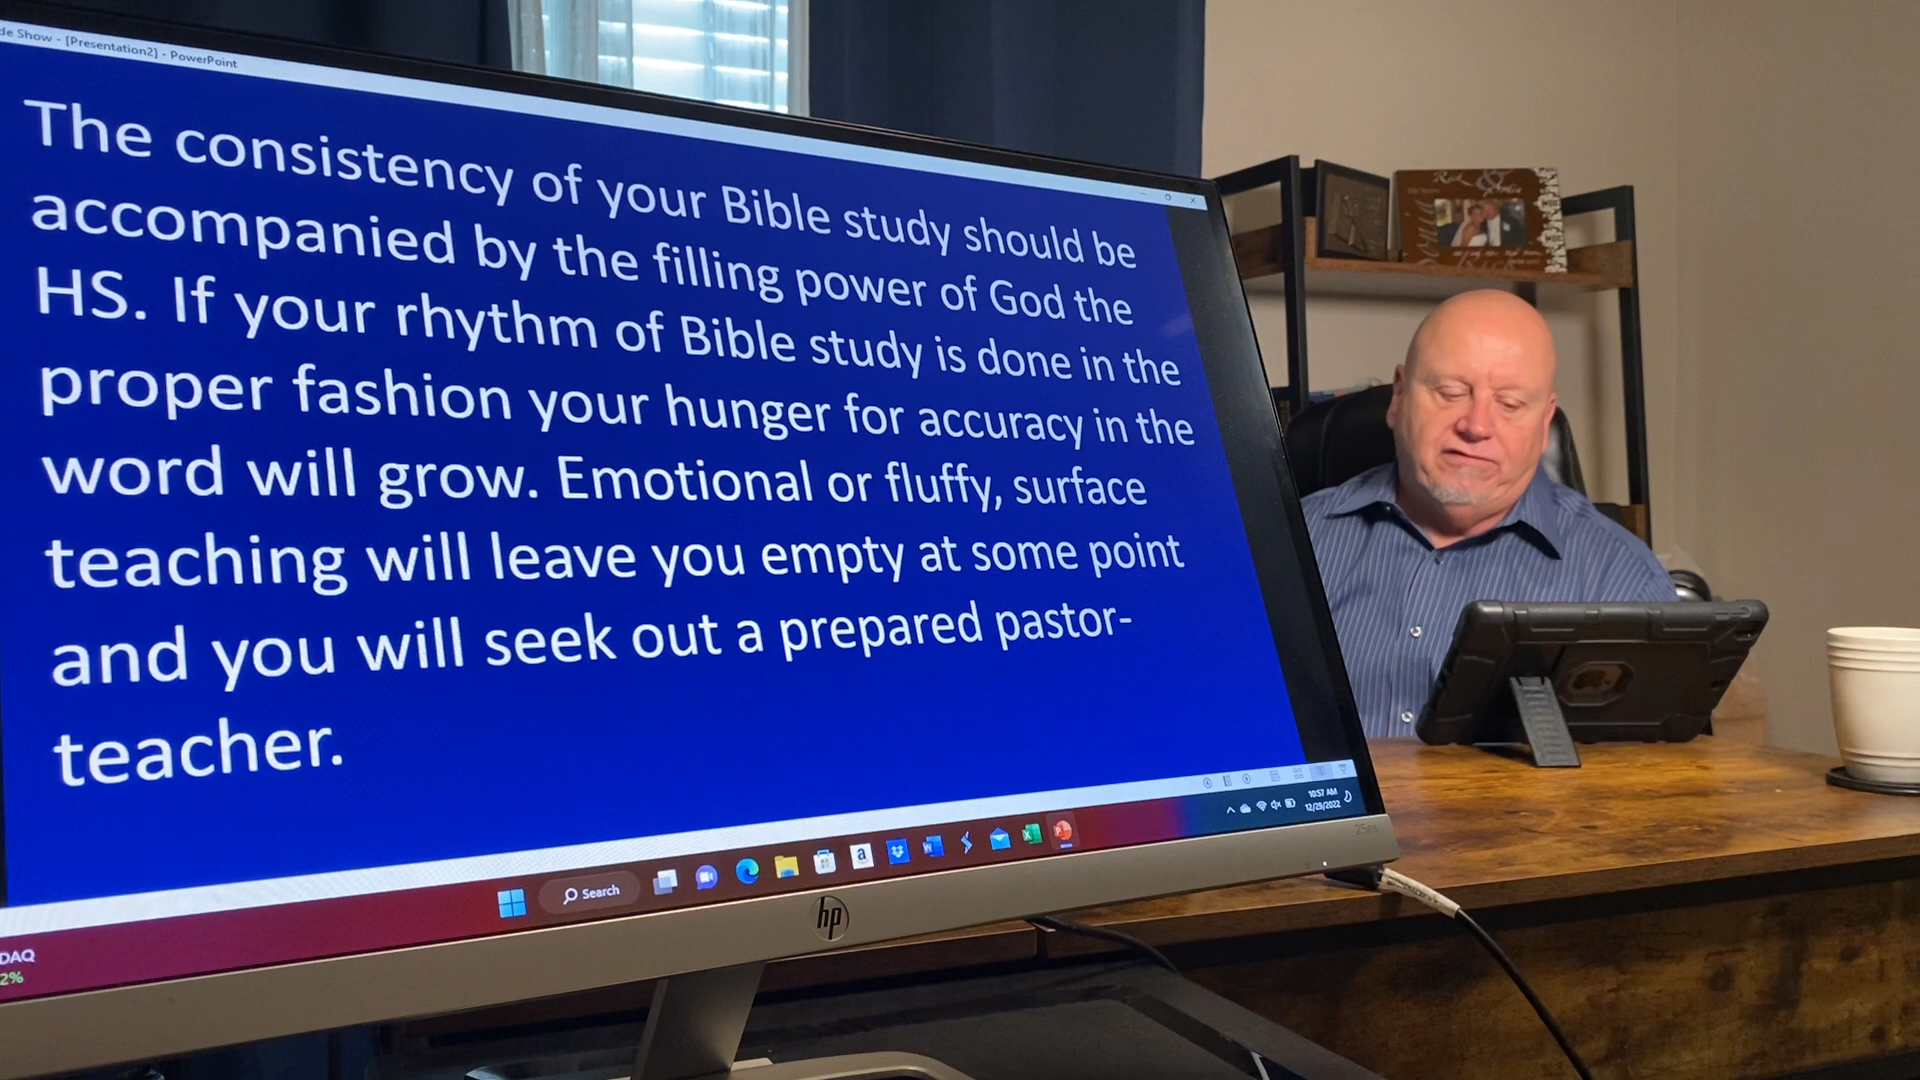 de Show - [Presentation2] - PowerPoint
The consistency of your Bible study should be
accompanied by the filling power of God the
HS. If your rhythm of Bible study is done in the
proper fashion your hunger for accuracy in the
word will grow. Emotional or fluffy, surface
teaching will leave you empty at some point
and you will seek out a prepared pastor-
teacher.
10:57 AM
12/29/2022
Search
DAQ
2%
hp
25es